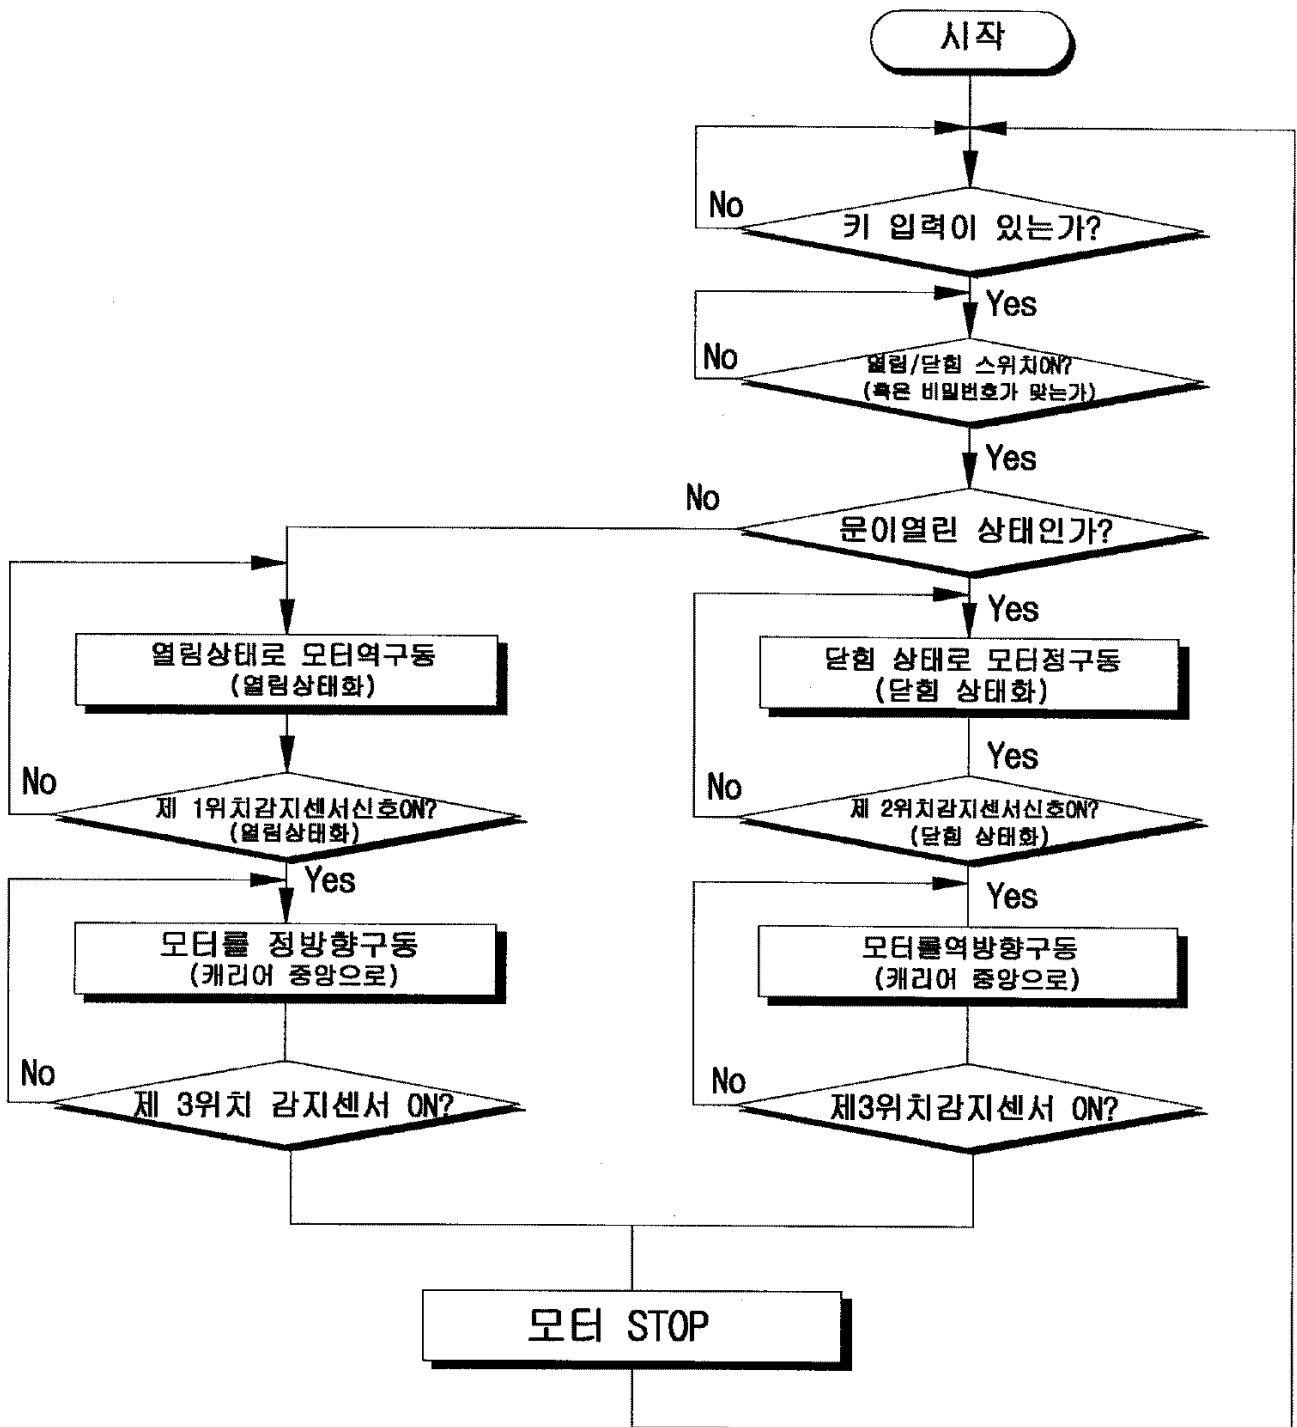 시작
No
키 입력이 있는가?
Yes
No
열림/닫힘 스위치ON?
(혹은 비밀번호가 맞는가)
Yes
No
문이열린 상태인가?
Yes
열림상태로 모터역구동
(열림상태화)
닫힘 상태로 모터정구동
(닫힘 상태화)
Yes
No
제 1위치감지센서신호ON?
(열림상태화)
No
제 2위치감지센서신호ON?
(닫힘 상태화)
Yes
Yes
모터를 정방향구동
(캐리어 중앙으로)
모터를역방향구동
(캐리어 중앙으로)
No
제 3위치 감지센서 ON?
No
제3위치감지센서 ON?
모터 STOP